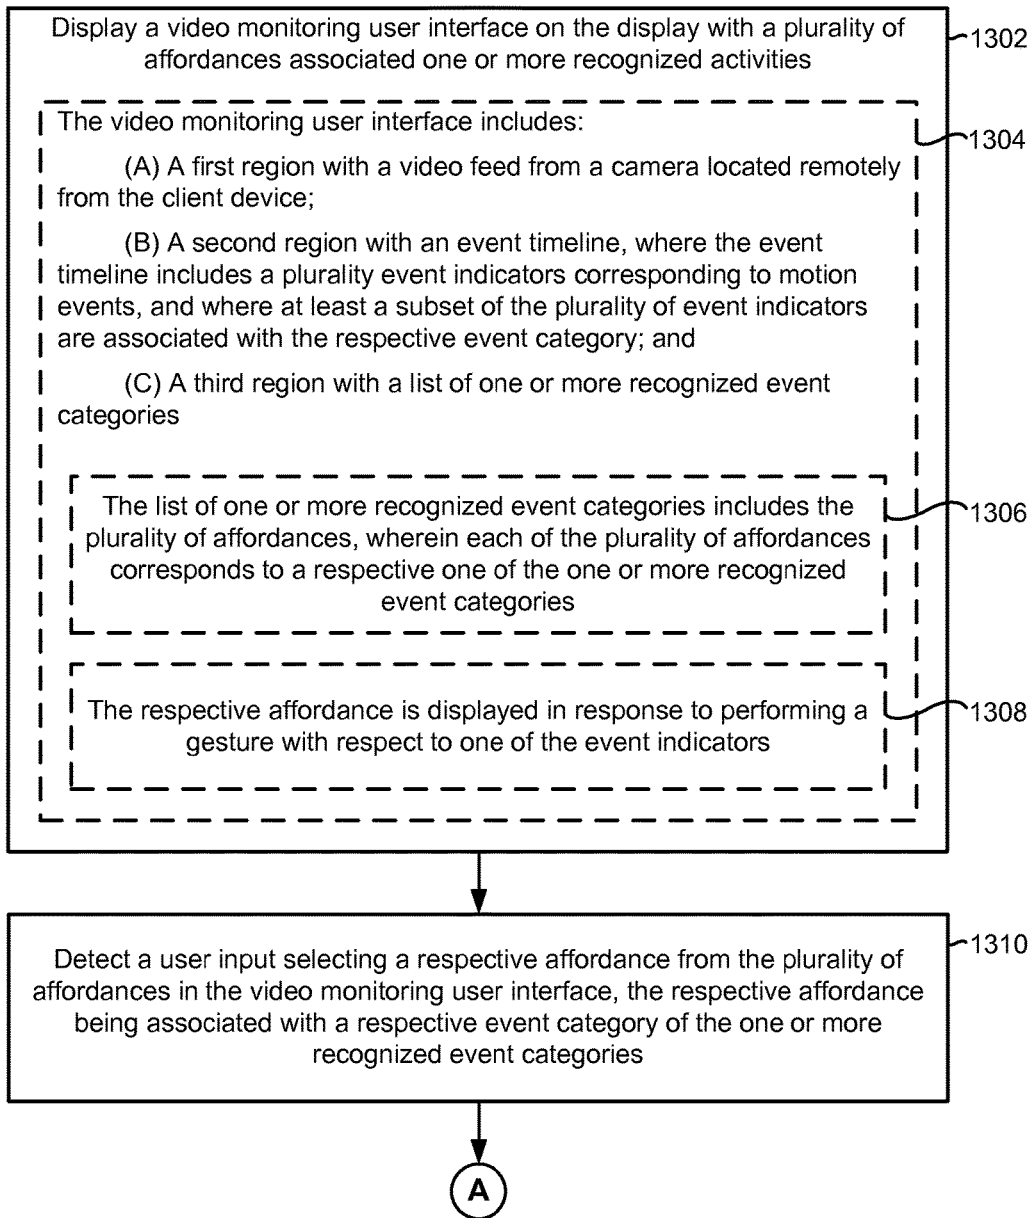 Display a video monitoring user interface on the display with a plurality of
affordances associated one or more recognized activities
1302
The video monitoring user interface includes:
1304
(A) A first region with a video feed from a camera located remotely
from the client device;
(B) A second region with an event timeline, where the event
timeline includes a plurality event indicators corresponding to motion
events, and where at least a subset of the plurality of event indicators
are associated with the respective event category; and
(C) A third region with a list of one or more recognized event
categories
The list of one or more recognized event categories includes the
plurality of affordances, wherein each of the plurality of affordances
corresponds to a respective one of the one or more recognized
event categories
1306
The respective affordance is displayed in response to performing a
gesture with respect to one of the event indicators
1308
Detect a user input selecting a respective affordance from the plurality of
affordances in the video monitoring user interface, the respective affordance
being associated with a respective event category of the one or more
recognized event categories
1310
A